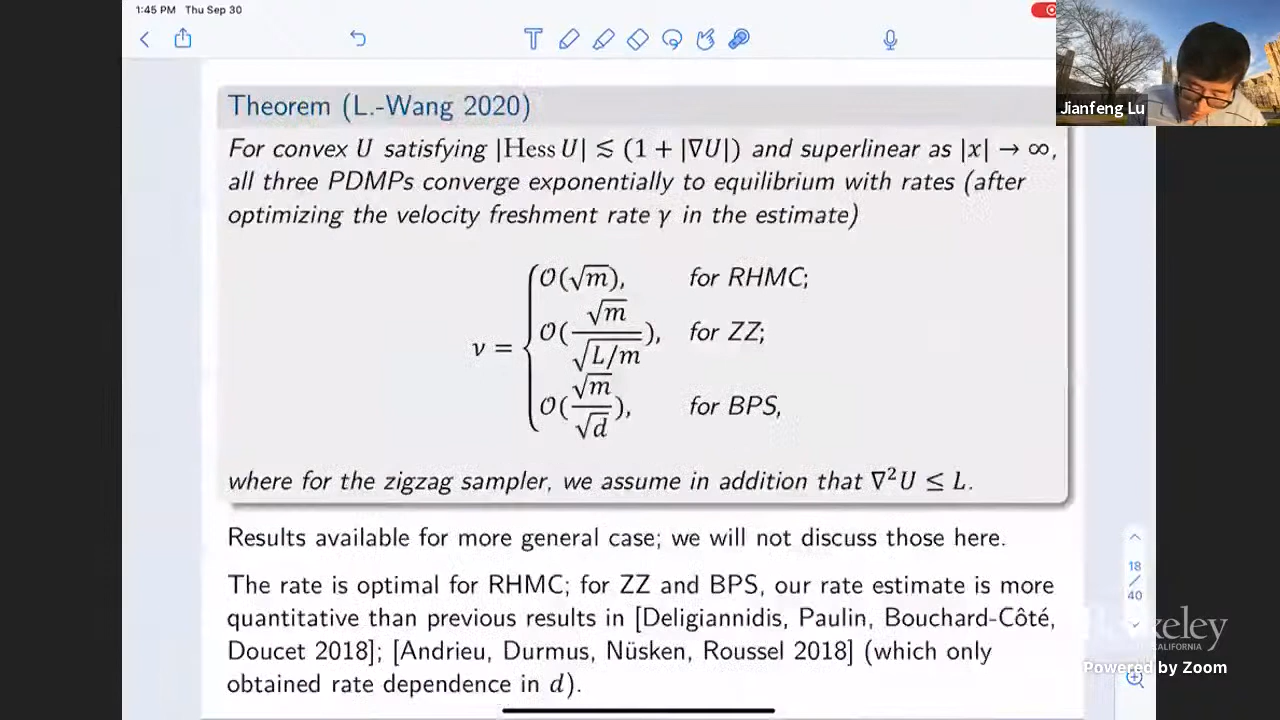 1:45 PM Thu Sep 30
Jianfeng Lu
Theorem (L.-Wang 2020)
For convex U satisfying |Hess U| ≲ (1 + |∇U|) and superlinear as |x| → ∞,
all three PDMPs converge exponentially to equilibrium with rates (after
optimizing the velocity freshment rate γ in the estimate)
ν = { O(√m), for RHMC;
O(√m / √(L/m)), for ZZ;
O(√m / √d), for BPS,
where for the zigzag sampler, we assume in addition that ∇²U ≤ L.
Results available for more general case; we will not discuss those here.
The rate is optimal for RHMC; for ZZ and BPS, our rate estimate is more
quantitative than previous results in [Deligiannidis, Paulin, Bouchard-Côté,
Doucet 2018]; [Andrieu, Durmus, Nüsken, Roussel 2018] (which only
obtained rate dependence in d).
18
/
40
keley
CALIFORNIA
Powered by Zoom